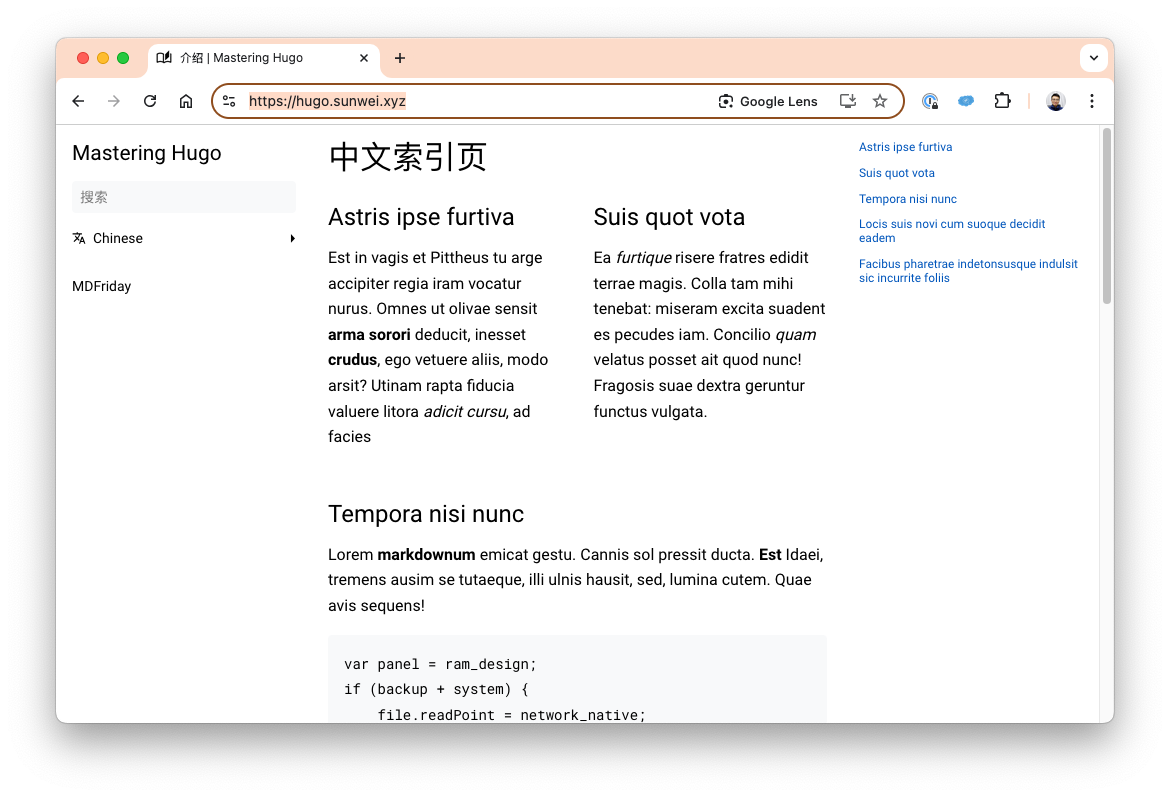 介绍 | Mastering Hugo
https://hugo.sunwei.xyz
Google Lens
Mastering Hugo
搜索
Chinese
MDFriday
中文索引页
Astris ipse furtiva
Est in vagis et Pittheus tu arge
accipiter regia iram vocatur
nurus. Omnes ut olivae sensit
arma sorori deducit, inesset
crudus, ego vetuere aliis, modo
arsit? Utinam rapta fiducia
valuere litora adicit cursu, ad
facies
Suis quot vota
Ea furtique risere fratres edidit
terrae magis. Colla tam mihi
tenebat: miseram excita suadent
es pecudes iam. Concilio quam
velatus posset ait quod nunc!
Fragosis suae dextra geruntur
functus vulgata.
Tempora nisi nunc
Lorem markdownum emicat gestu. Cannis sol pressit ducta. Est Idaei,
tremens ausim se tutaeque, illi ulnis hausit, sed, lumina cutem. Quae
avis sequens!
var panel = ram_design;
if (backup + system) {
file.readPoint = network_native;
Astris ipse furtiva
Suis quot vota
Tempora nisi nunc
Locis suis novi cum suoque decidit
eadem
Facibus pharetrae indetonsusque indulsit
sic incurrite foliis